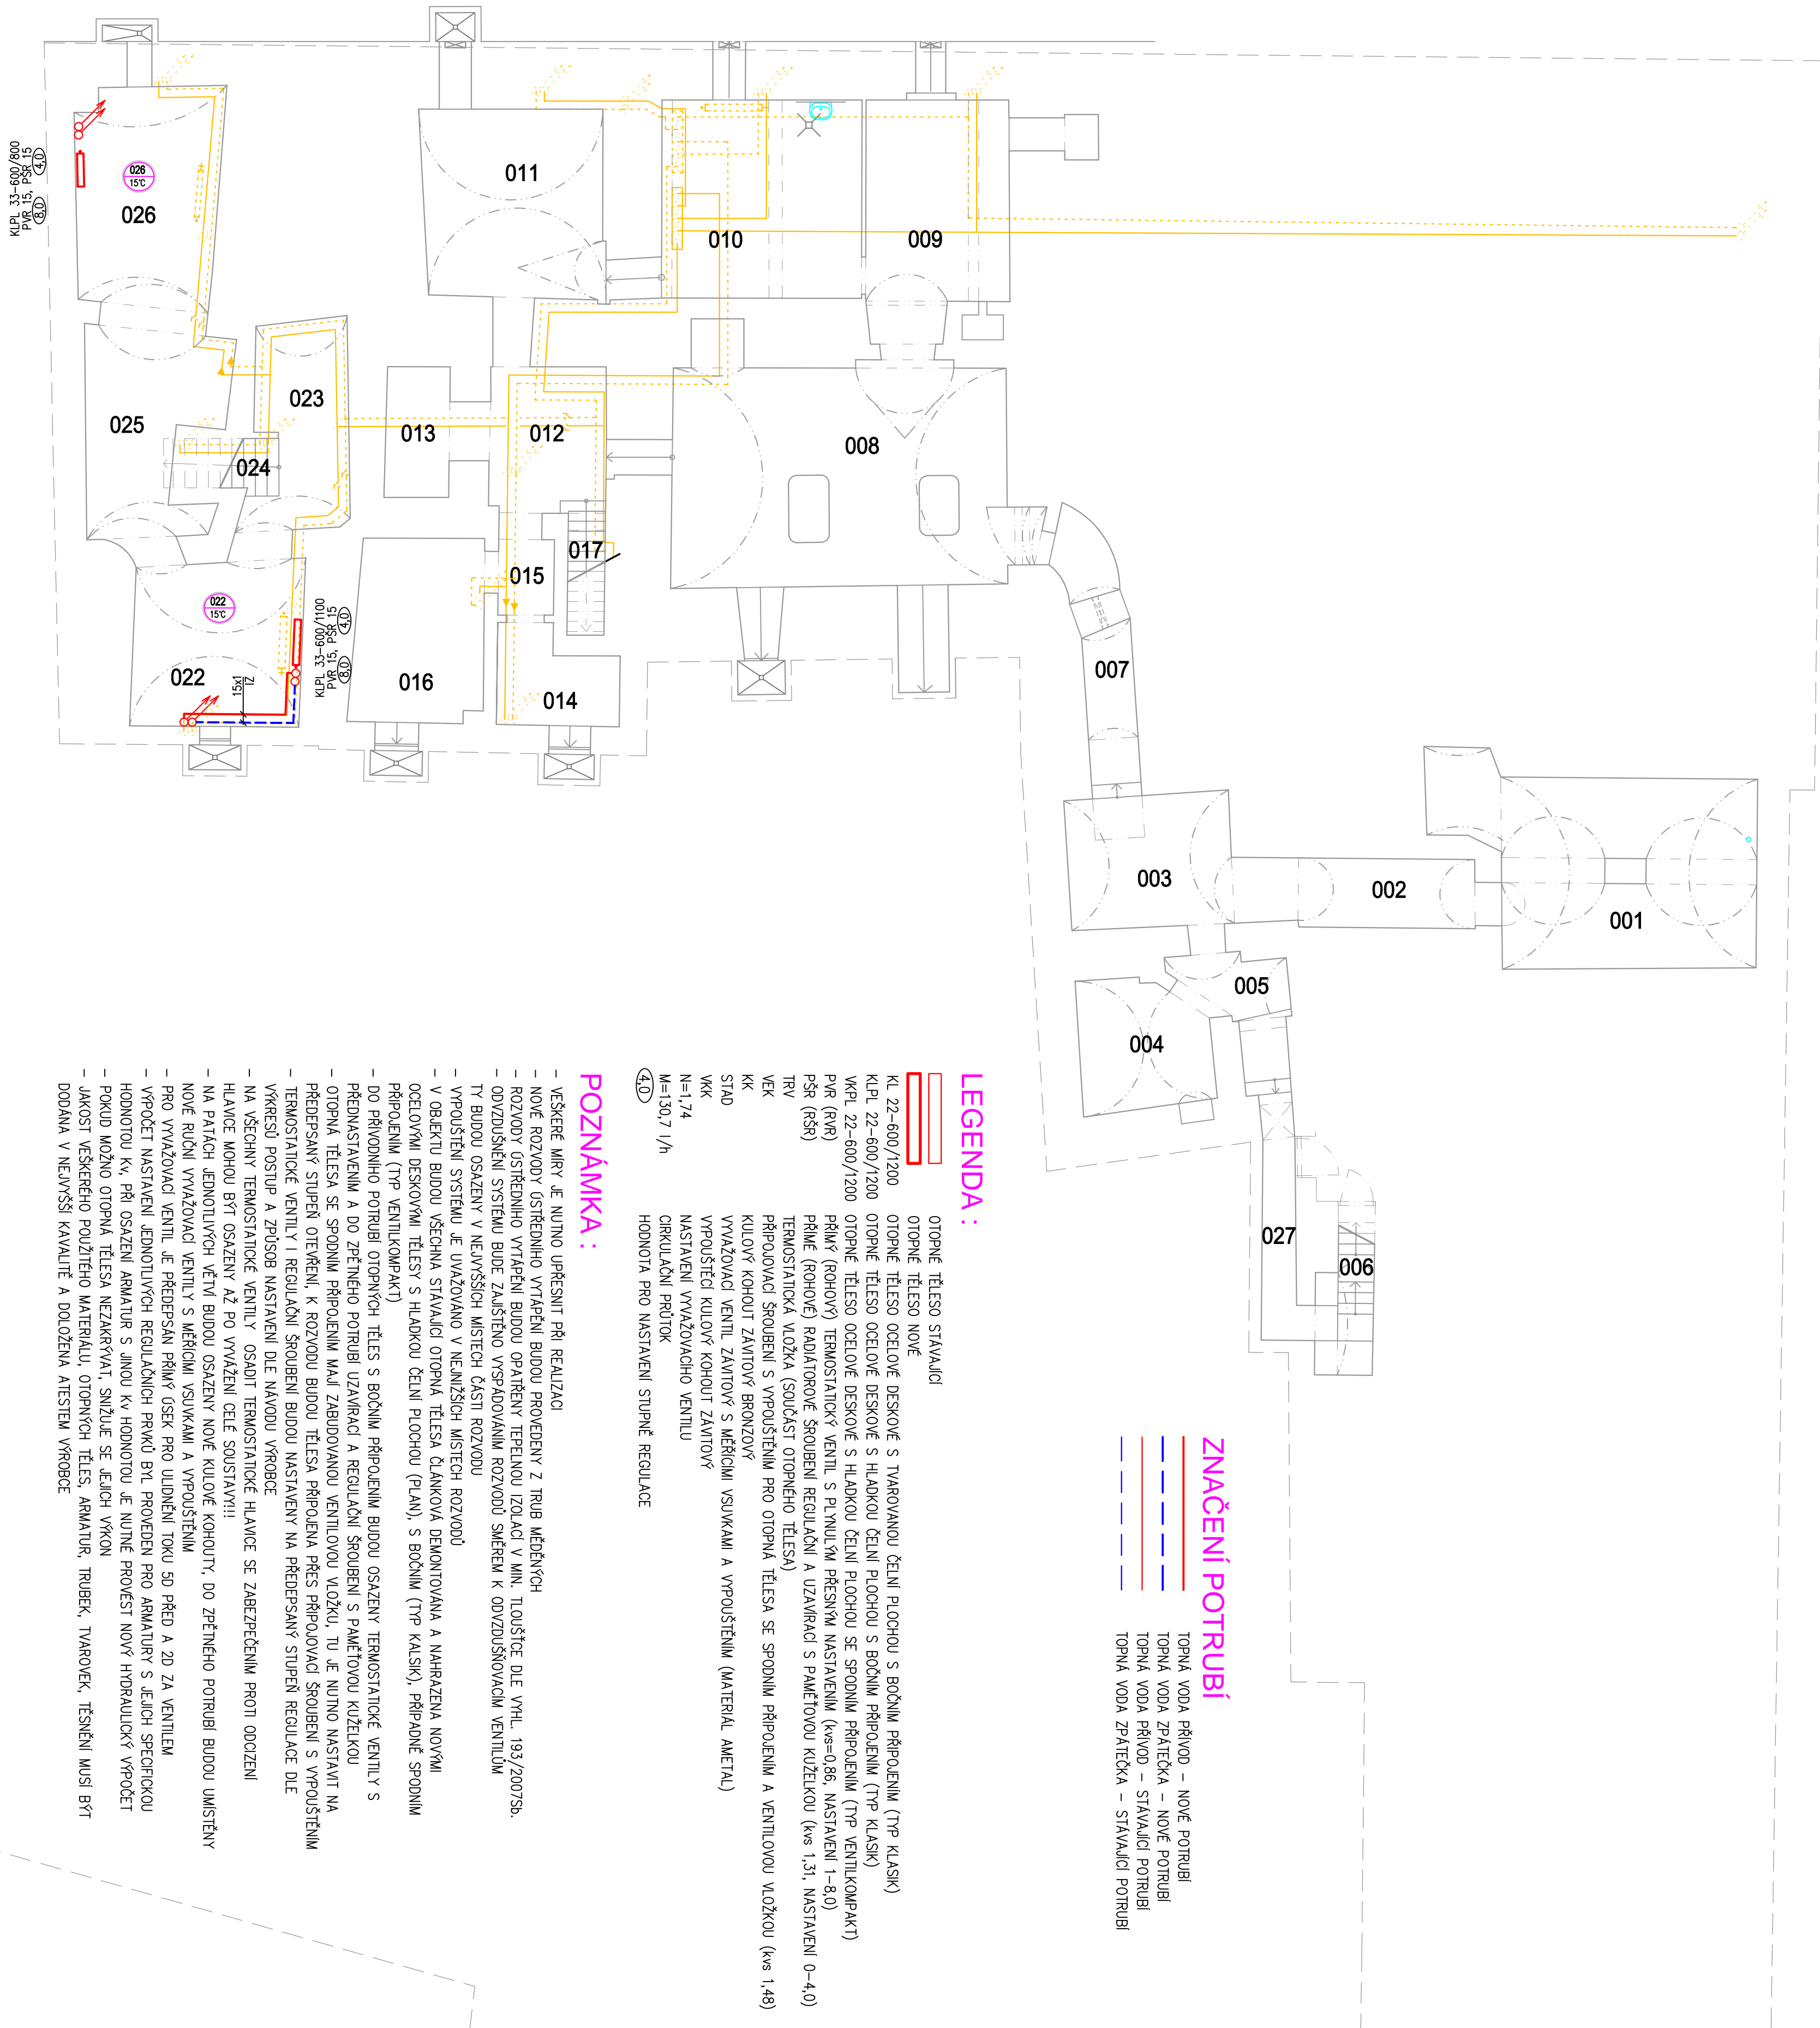 026
15°C
026
KLPL 33-600/800
PVR 15, PŠR 15
8,0
4,0
011
010
009
025
023
024
013
012
008
017
015
016
014
022
15°C
022
15x1
KLPL 33-600/1100
PVR 15, PŠR 15
8,0
4,0
007
003
002
001
005
004
027
006
ZNAČENÍ POTRUBÍ
TOPNÁ VODA PŘÍVOD – NOVÉ POTRUBÍ
TOPNÁ VODA ZPÁTEČKA – NOVÉ POTRUBÍ
TOPNÁ VODA PŘÍVOD – STÁVAJÍCÍ POTRUBÍ
TOPNÁ VODA ZPÁTEČKA – STÁVAJÍCÍ POTRUBÍ
LEGENDA :
OTOPNÉ TĚLESO STÁVAJÍCÍ
OTOPNÉ TĚLESO NOVÉ
KL 22-600/1200 OTOPNÉ TĚLESO OCELOVÉ DESKOVÉ S TVAROVANOU ČELNÍ PLOCHOU S BOČNÍM PŘIPOJENÍM (TYP KLASIK)
KLPL 22-600/1200 OTOPNÉ TĚLESO OCELOVÉ DESKOVÉ S HLADKOU ČELNÍ PLOCHOU S BOČNÍM PŘIPOJENÍM (TYP KLASIK)
VKPL 22-600/1200 OTOPNÉ TĚLESO OCELOVÉ DESKOVÉ S HLADKOU ČELNÍ PLOCHOU SE SPODNÍM PŘIPOJENÍM (TYP VENTILKOMPAKT)
PVR (RVR) PŘÍMÝ (ROHOVÝ) TERMOSTATICKÝ VENTIL S PLYNULÝM PŘESNÝM NASTAVENÍM (kvs=0,86, NASTAVENÍ 1-8,0)
PŠR (RŠR) PŘÍMÉ (ROHOVÉ) RADIÁTOROVÉ ŠROUBENÍ REGULAČNÍ A UZAVÍRACÍ S PAMĚŤOVOU KUŽELKOU (kvs 1,31, NASTAVENÍ 0-4,0)
TRV TERMOSTATICKÁ VLOŽKA (SOUČÁST OTOPNÉHO TĚLESA)
VEK PŘIPOJOVACÍ ŠROUBENÍ S VYPOUŠTĚNÍM PRO OTOPNÁ TĚLESA SE SPODNÍM PŘIPOJENÍM A VENTILOVOU VLOŽKOU (kvs 1,48)
KK KULOVÝ KOHOUT ZÁVITOVÝ BRONZOVÝ
STAD VYVAŽOVACÍ VENTIL ZÁVITOVÝ S MĚŘÍCÍMI VSUVKAMI A VYPOUŠTĚNÍM (MATERIÁL AMETAL)
VKK VYPOUŠTĚCÍ KULOVÝ KOHOUT ZÁVITOVÝ
N=1,74 NASTAVENÍ VYVAŽOVACÍHO VENTILU
M=130,7 l/h CIRKULAČNÍ PRŮTOK
4,0 HODNOTA PRO NASTAVENÍ STUPNĚ REGULACE
POZNÁMKA :
– VEŠKERÉ MÍRY JE NUTNO UPŘESNIT PŘI REALIZACI
– NOVÉ ROZVODY ÚSTŘEDNÍHO VYTÁPĚNÍ BUDOU PROVEDENY Z TRUB MĚDĚNÝCH
– ROZVODY ÚSTŘEDNÍHO VYTÁPĚNÍ BUDOU OPATŘENY TEPELNOU IZOLACÍ V MIN. TLOUŠŤCE DLE VYHL. 193/2007Sb.
– ODVZDUŠNĚNÍ SYSTÉMU BUDE ZAJIŠTĚNO VYSPÁDOVÁNÍM ROZVODŮ SMĚREM K ODVZDUŠŇOVACÍM VENTILŮM
TY BUDOU OSAZENY V NEJVYŠŠÍCH MÍSTECH ČÁSTI ROZVODU
– VYPOUŠTĚNÍ SYSTÉMU JE UVAŽOVÁNO V NEJNIŽŠÍCH MÍSTECH ROZVODŮ
– V OBJEKTU BUDOU VŠECHNA STÁVAJÍCÍ OTOPNÁ TĚLESA ČLÁNKOVÁ DEMONTOVÁNA A NAHRAZENA NOVÝMI
OCELOVÝMI DESKOVÝMI TĚLESY S HLADKOU ČELNÍ PLOCHOU (PLAN), S BOČNÍM (TYP KALSIK), PŘÍPADNĚ SPODNÍM
PŘIPOJENÍM (TYP VENTILKOMPAKT)
– DO PŘÍVODNÍHO POTRUBÍ OTOPNÝCH TĚLES S BOČNÍM PŘIPOJENÍM BUDOU OSAZENY TERMOSTATICKÉ VENTILY S
PŘEDNASTAVENÍM A DO ZPĚTNÉHO POTRUBÍ UZAVÍRACÍ A REGULAČNÍ ŠROUBENÍ S PAMĚŤOVOU KUŽELKOU
– OTOPNÁ TĚLESA SE SPODNÍM PŘIPOJENÍM MAJÍ ZABUDOVANOU VENTILOVOU VLOŽKU, TU JE NUTNO NASTAVIT NA
PŘEDEPSANÝ STUPEŇ OTEVŘENÍ, K ROZVODU BUDOU TĚLESA PŘIPOJENA PŘES PŘIPOJOVACÍ ŠROUBENÍ S VYPOUŠTĚNÍM
– TERMOSTATICKÉ VENTILY I REGULAČNÍ ŠROUBENÍ BUDOU NASTAVENY NA PŘEDEPSANÝ STUPEŇ REGULACE DLE
VÝKRESŮ POSTUP A ZPŮSOB NASTAVENÍ DLE NÁVODU VÝROBCE
– NA VŠECHNY TERMOSTATICKÉ VENTILY OSADIT TERMOSTATICKÉ HLAVICE SE ZABEZPEČENÍM PROTI ODCIZENÍ
HLAVICE MOHOU BÝT OSAZENY AŽ PO VYVÁŽENÍ CELÉ SOUSTAVY!!!
– NA PATÁCH JEDNOTLIVÝCH VĚTVÍ BUDOU OSAZENY NOVÉ KULOVÉ KOHOUTY, DO ZPĚTNÉHO POTRUBÍ BUDOU UMÍSTĚNY
NOVÉ RUČNÍ VYVAŽOVACÍ VENTILY S MĚŘÍCÍMI VSUVKAMI A VYPOUŠTĚNÍM
– PRO VYVAŽOVACÍ VENTIL JE PŘEDEPSÁN PŘÍMÝ ÚSEK PRO ULIDNĚNÍ TOKU 5D PŘED A 2D ZA VENTILEM
– VÝPOČET NASTAVENÍ JEDNOTLIVÝCH REGULAČNÍCH PRVKŮ BYL PROVEDEN PRO ARMATURY S JEJICH SPECIFICKOU
HODNOTOU Kv, PŘI OSAZENÍ ARMATUR S JINOU Kv HODNOTOU JE NUTNÉ PROVÉST NOVÝ HYDRAULICKÝ VÝPOČET
– POKUD MOŽNO OTOPNÁ TĚLESA NEZAKRÝVAT, SNIŽUJE SE JEJICH VÝKON
– JAKOST VEŠKERÉHO POUŽITÉHO MATERIÁLU, OTOPNÝCH TĚLES, ARMATUR, TRUBEK, TVAROVEK, TĚSNĚNÍ MUSÍ BÝT
DODÁNA V NEJVYŠŠÍ KAVALITĚ A DOLOŽENA ATESTEM VÝROBCE